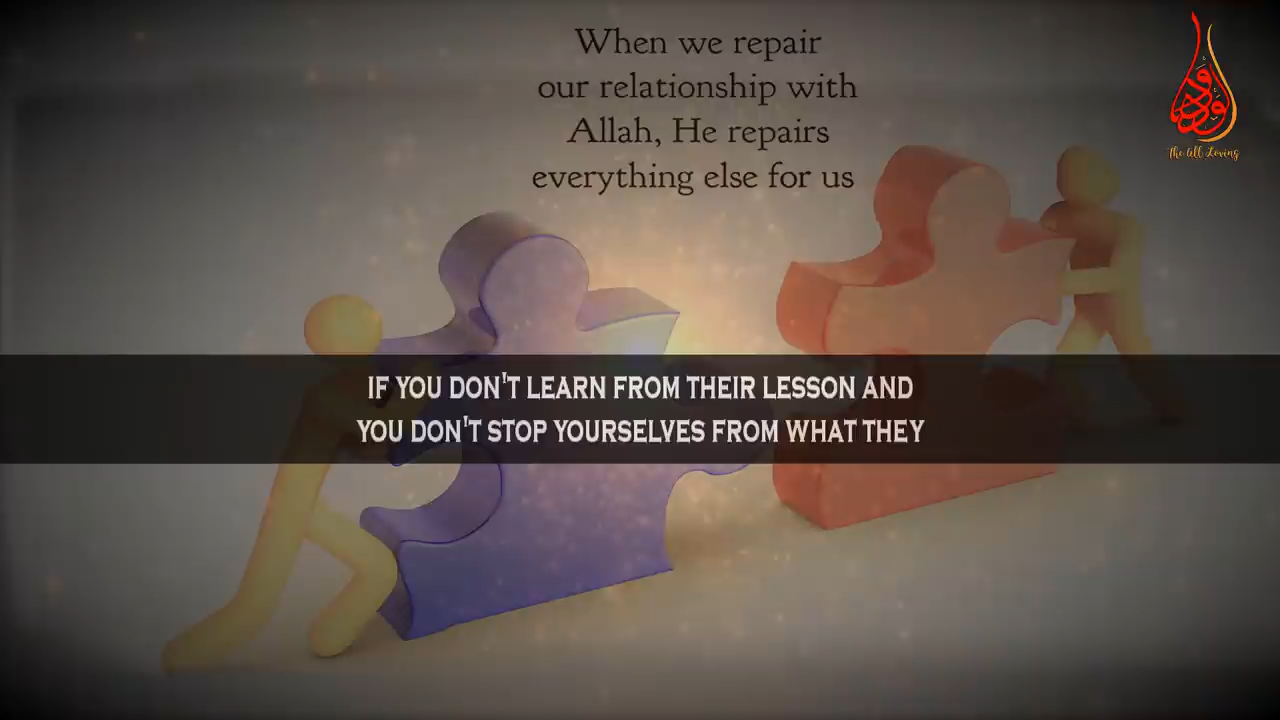 When we repair
our relationship with
Allah, He repairs
everything else for us
الودود
The All Loving
IF YOU DON'T LEARN FROM THEIR LESSON AND
YOU DON'T STOP YOURSELVES FROM WHAT THEY